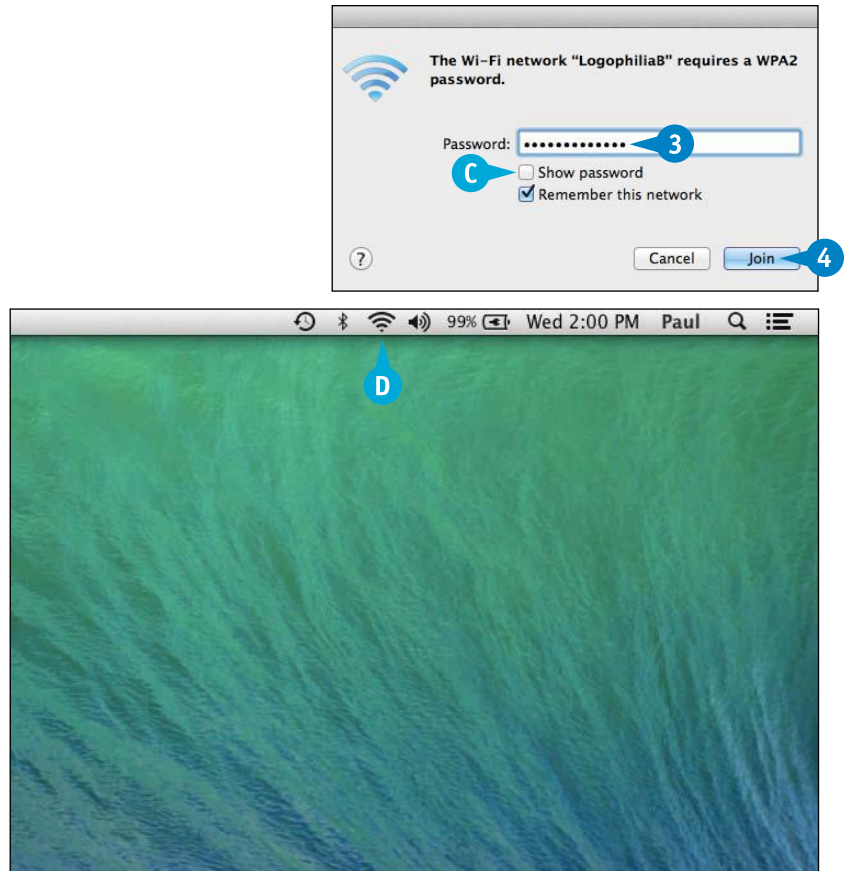 The Wi-Fi network “LogophiliaB” requires a WPA2
password.
Password: ••••••••••••• 3
C Show password
Remember this network
? Cancel Join 4
99% Wed 2:00 PM Paul
D